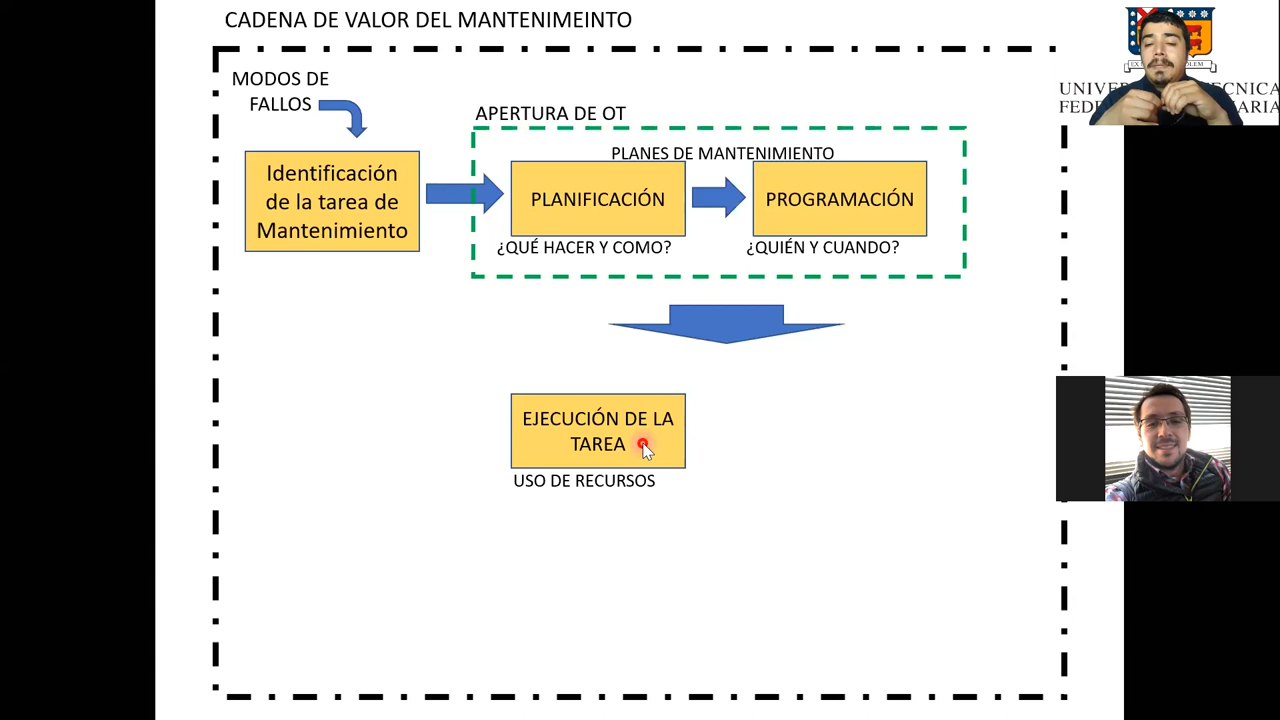 CADENA DE VALOR DEL MANTENIMEINTO
MODOS DE
FALLOS
Identificación
de la tarea de
Mantenimiento
APERTURA DE OT
PLANES DE MANTENIMIENTO
PLANIFICACIÓN
¿QUÉ HACER Y COMO?
PROGRAMACIÓN
¿QUIÉN Y CUANDO?
EJECUCIÓN DE LA
TAREA
USO DE RECURSOS